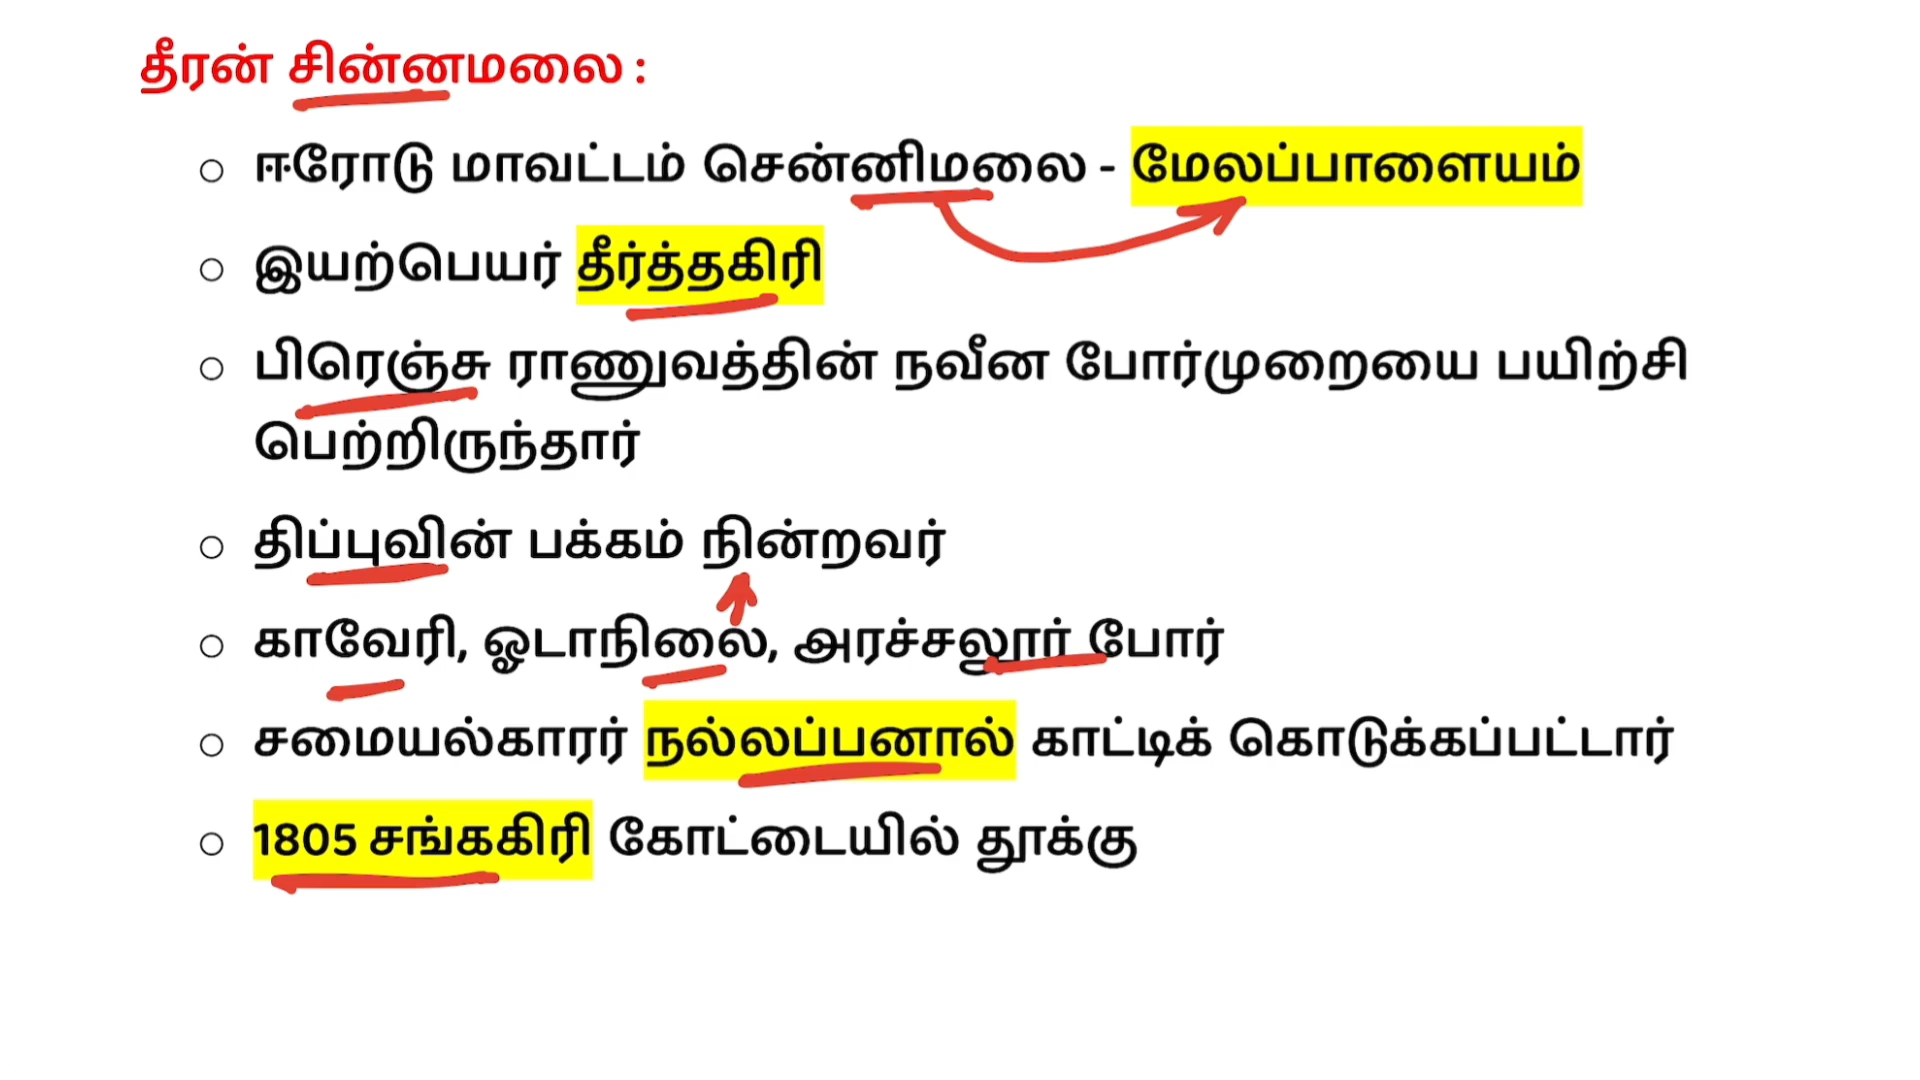 தீரன் சின்னமலை :
ஈரோடு மாவட்டம் சென்னிமலை - மேலப்பாளையம்
இயற்பெயர் தீர்த்தகிரி
பிரெஞ்சு ராணுவத்தின் நவீன போர்முறையை பயிற்சி
பெற்றிருந்தார்
திப்புவின் பக்கம் நின்றவர்
காவேரி, ஓடாநிலை, அரச்சலூர் போர்
சமையல்காரர் நல்லப்பனால் காட்டிக் கொடுக்கப்பட்டார்
1805 சங்ககிரி கோட்டையில் தூக்கு